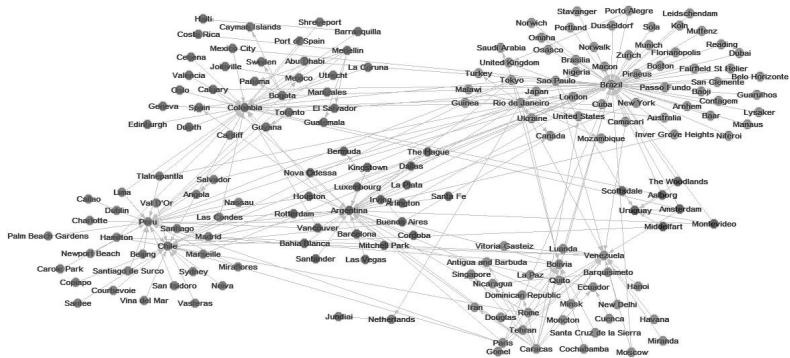 Haiti
Shreveport
Cayman Islands
Costa Rica
Barranquilla
Port of Spain
Mexico City
Medellin
Cesena
Abu Dhabi
Sweden
Joinville
La Coruna
Utrecht
Mexico
Panama
Valencia
Calgary
Manizales
Oslo
Bogota
Geneva
Spain
Colombia
Toronto
El Salvador
Edinburgh
Duluth
Guyana
Guatemala
Cardiff
Stavanger
Porto Alegre
Leidschendam
Norwich
Dusseldorf
Portland
Sola
Koln
Muttenz
Omaha
Norwalk
Munich
Reading
Saudi Arabia
Osasco
Zurich
Florianopolis
Dubai
United Kingdom
Brasilia
Macon
Boston
Fairfield
St Helier
Turkey
Nigeria
Piraeus
Belo Horizonte
Tokyo
Sao Paulo
Brazil
Passo Fundo
San Clemente
Malawi
Japan
Baoji
Guarulhos
London
New York
Contagem
Guinea
Rio de Janeiro
Cuba
Arnhem
Lysaker
Ukraine
United States
Australia
Baar
Camacari
Manaus
Canada
Mozambique
Inver Grove Heights
Niteroi
Bermuda
The Hague
Kingstown
Dallas
Nova Odessa
Tlalnepantla
Salvador
Luxembourg
La Plata
Angola
Houston
Irvine
Arlington
Santa Fe
Lima
Callao
Val D'Or
Nassau
Rotterdam
Argentina
Dublin
Las Condes
Buenos Aires
Charlotte
Peru
Santiago
Vancouver
Barcelona
Cordoba
Palm Beach Gardens
Hamilton
Madrid
Bahia Blanca
Mitchell Park
Newport Beach
Chile
Beijing
Marseille
Santander
Las Vegas
Carole Park
Santiago de Surco
Sydney
Miraflores
Copiapo
Courbevoie
San Isidoro
Neiva
Santee
Vina del Mar
Vasteras
The Woodlands
Scottsdale
Aalborg
Uruguay
Amsterdam
Middelfart
Montevideo
Vitoria-Gasteiz
Luanda
Venezuela
Antigua and Barbuda
Bolivia
Singapore
La Paz
Quito
Barquisimeto
Nicaragua
Ecuador
Hanoi
Dominican Republic
Minsk
New Delhi
Iran
Rome
Douglas
Moncton
Cuenca
Havana
Jundiai
Netherlands
Tehran
Santa Cruz de la Sierra
Paris
Miranda
Gomel
Caracas
Cochabamba
Moscow